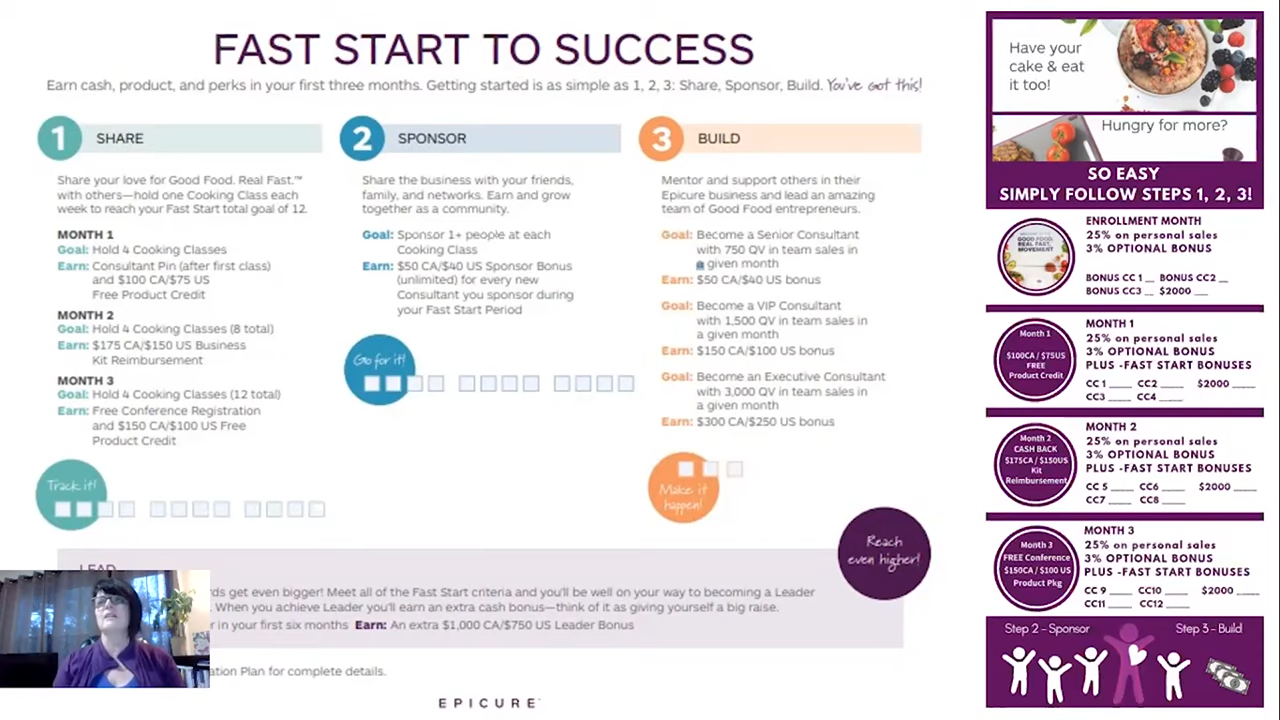 FAST START TO SUCCESS
Earn cash, product, and perks in your first three months. Getting started is as simple as 1, 2, 3: Share, Sponsor, Build. You've got this!
1 SHARE
Share your love for Good Food. Real Fast.™
with others—hold one Cooking Class each
week to reach your Fast Start total goal of 12.
MONTH 1
Goal: Hold 4 Cooking Classes
Earn: Consultant Pin (after first class)
and $100 CA/$75 US
Free Product Credit
MONTH 2
Goal: Hold 4 Cooking Classes (8 total)
Earn: $175 CA/$150 US Business
Kit Reimbursement
MONTH 3
Goal: Hold 4 Cooking Classes (12 total)
Earn: Free Conference Registration
and $150 CA/$100 US Free
Product Credit
Track it!
2 SPONSOR
Share the business with your friends,
family, and networks. Earn and grow
together as a community.
Goal: Sponsor 1+ people at each
Cooking Class
Earn: $50 CA/$40 US Sponsor Bonus
(unlimited) for every new
Consultant you sponsor during
your Fast Start Period
Go for it!
3 BUILD
Mentor and support others in their
Epicure business and lead an amazing
team of Good Food entrepreneurs.
Goal: Become a Senior Consultant
with 750 QV in team sales in
given month
Earn: $50 CA/$40 US bonus
Goal: Become a VIP Consultant
with 1,500 QV in team sales in
a given month
Earn: $150 CA/$100 US bonus
Goal: Become an Executive Consultant
with 3,000 QV in team sales in
a given month
Earn: $300 CA/$250 US bonus
Make it
happen!
Reach
even higher!
LEAD
get even bigger! Meet all of the Fast Start criteria and you'll be well on your way to becoming a Leader
. When you achieve Leader you'll earn an extra cash bonus—think of it as giving yourself a big raise.
in your first six months Earn: An extra $1,000 CA/$750 US Leader Bonus
Plan for complete details.
EPICURE
Have your
cake & eat
it too!
Hungry for more?
SO EASY
SIMPLY FOLLOW STEPS 1, 2, 3!
GOOD FOOD.
REAL FAST.
MOVEMENT
ENROLLMENT MONTH
25% on personal sales
3% OPTIONAL BONUS
BONUS CC 1 __ BONUS CC2 __
BONUS CC3 __ $2000 ___
Month 1
$100CA / $75US
FREE
Product Credit
MONTH 1
25% on personal sales
3% OPTIONAL BONUS
PLUS -FAST START BONUSES
CC 1 ____ CC2 ____ $2000 ____
CC3 ____ CC4 ____
Month 2
CASH BACK
$175CA / $150US
Kit
Reimbursement
MONTH 2
25% on personal sales
3% OPTIONAL BONUS
PLUS -FAST START BONUSES
CC 5 ____ CC6 ____ $2000 ____
CC7 ____ CC8 ____
Month 3
FREE Conference
$150CA / $100 US
Product Pkg
MONTH 3
25% on personal sales
3% OPTIONAL BONUS
PLUS -FAST START BONUSES
CC 9 ____ CC10 ____ $2000 ____
CC11 ____ CC12 ____
Step 2 - Sponsor Step 3 - Build